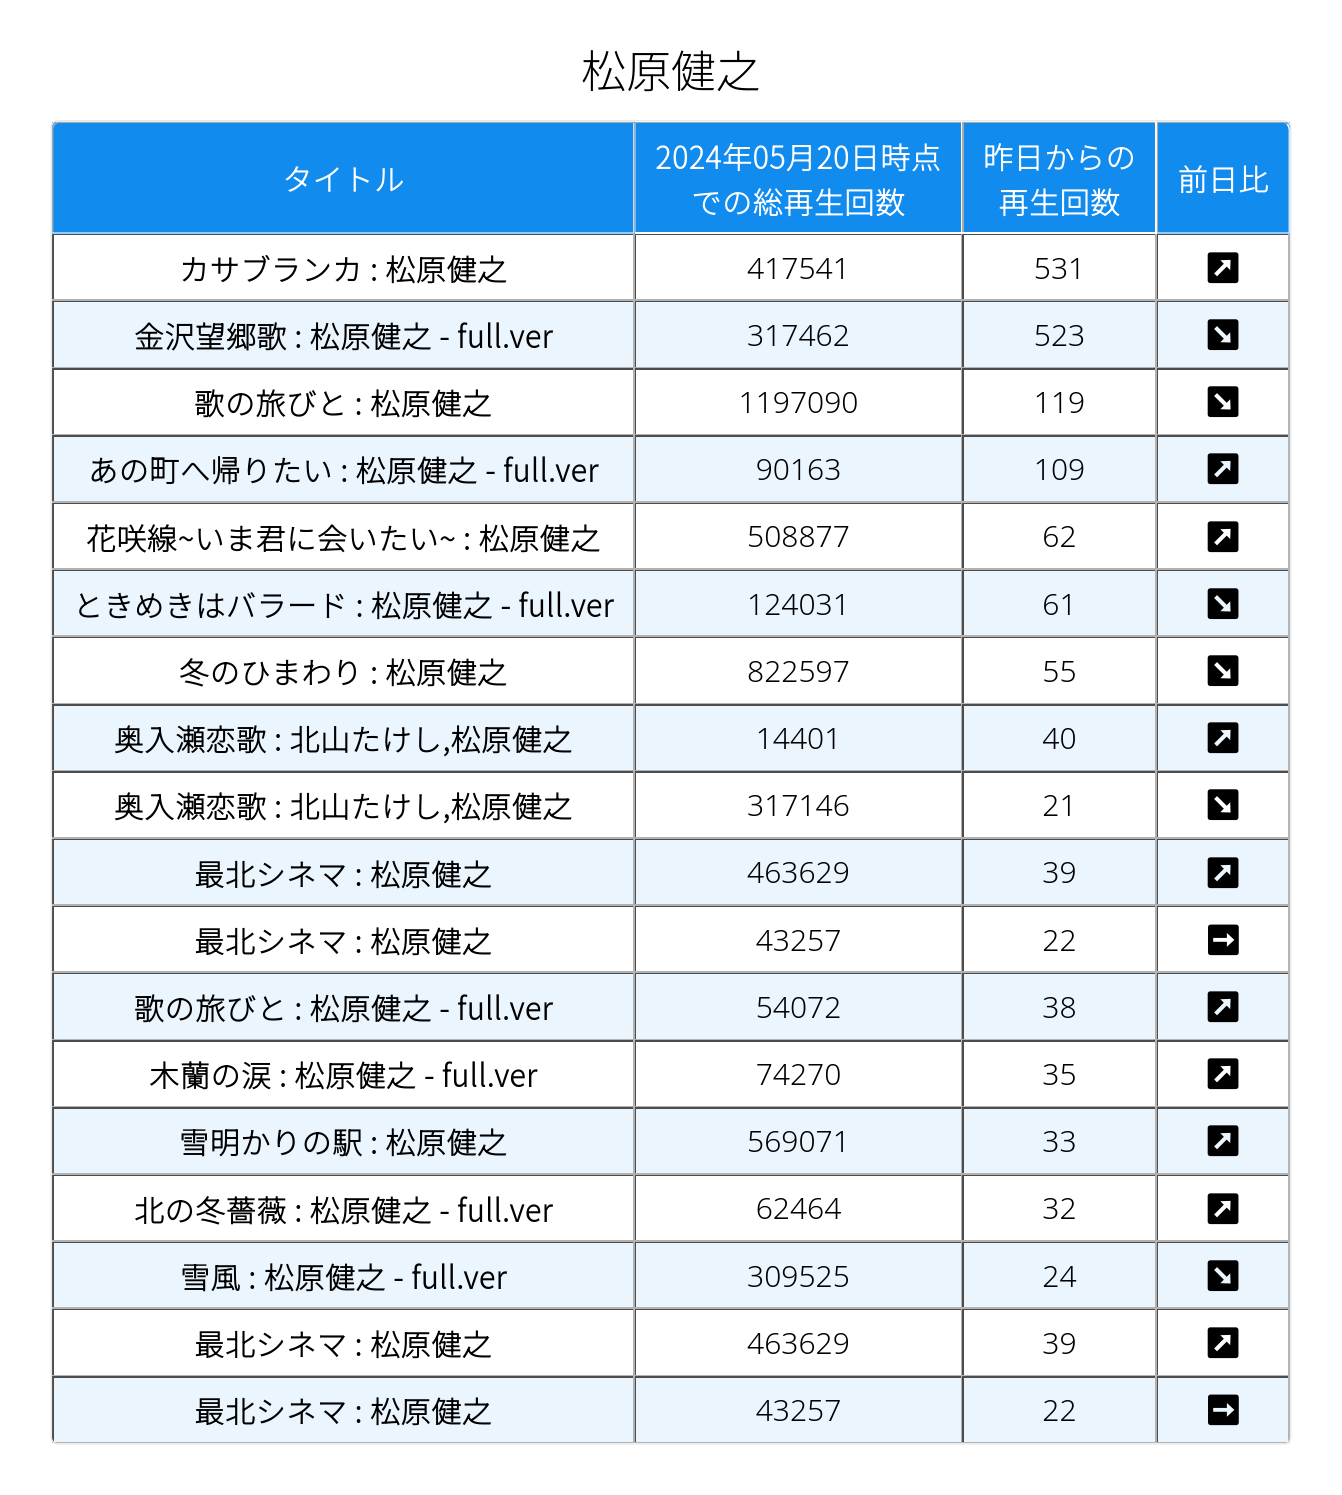 松原健之
タイトル
2024年05月20日時点
での総再生回数
昨日からの
再生回数
前日比
カサブランカ : 松原健之 417541 531 ↗
金沢望郷歌 : 松原健之 - full.ver 317462 523 ↘
歌の旅びと : 松原健之 1197090 119 ↘
あの町へ帰りたい : 松原健之 - full.ver 90163 109 ↗
花咲線~いま君に会いたい~ : 松原健之 508877 62 ↗
ときめきはバラード : 松原健之 - full.ver 124031 61 ↘
冬のひまわり : 松原健之 822597 55 ↘
奥入瀬恋歌 : 北山たけし,松原健之 14401 40 ↗
奥入瀬恋歌 : 北山たけし,松原健之 317146 21 ↘
最北シネマ : 松原健之 463629 39 ↗
最北シネマ : 松原健之 43257 22 →
歌の旅びと : 松原健之 - full.ver 54072 38 ↗
木蘭の涙 : 松原健之 - full.ver 74270 35 ↗
雪明かりの駅 : 松原健之 569071 33 ↗
北の冬薔薇 : 松原健之 - full.ver 62464 32 ↗
雪風 : 松原健之 - full.ver 309525 24 ↘
最北シネマ : 松原健之 463629 39 ↗
最北シネマ : 松原健之 43257 22 →